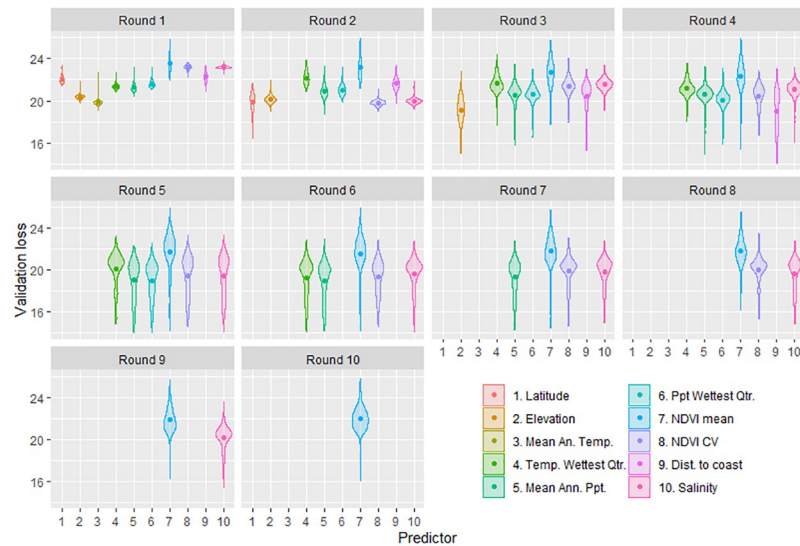 Round 1
Round 2
Round 3
Round 4
24
20
16
Round 5
Round 6
Round 7
Round 8
24
20
16
1 2 3 4 5 6 7 8 9 10
1 2 3 4 5 6 7 8 9 10
Round 9
Round 10
24
20
16
1 2 3 4 5 6 7 8 9 10
1 2 3 4 5 6 7 8 9 10
Validation loss
Predictor
1. Latitude
2. Elevation
3. Mean An. Temp.
4. Temp. Wettest Qtr.
5. Mean Ann. Ppt.
6. Ppt Wettest Qtr.
7. NDVI mean
8. NDVI CV
9. Dist. to coast
10. Salinity